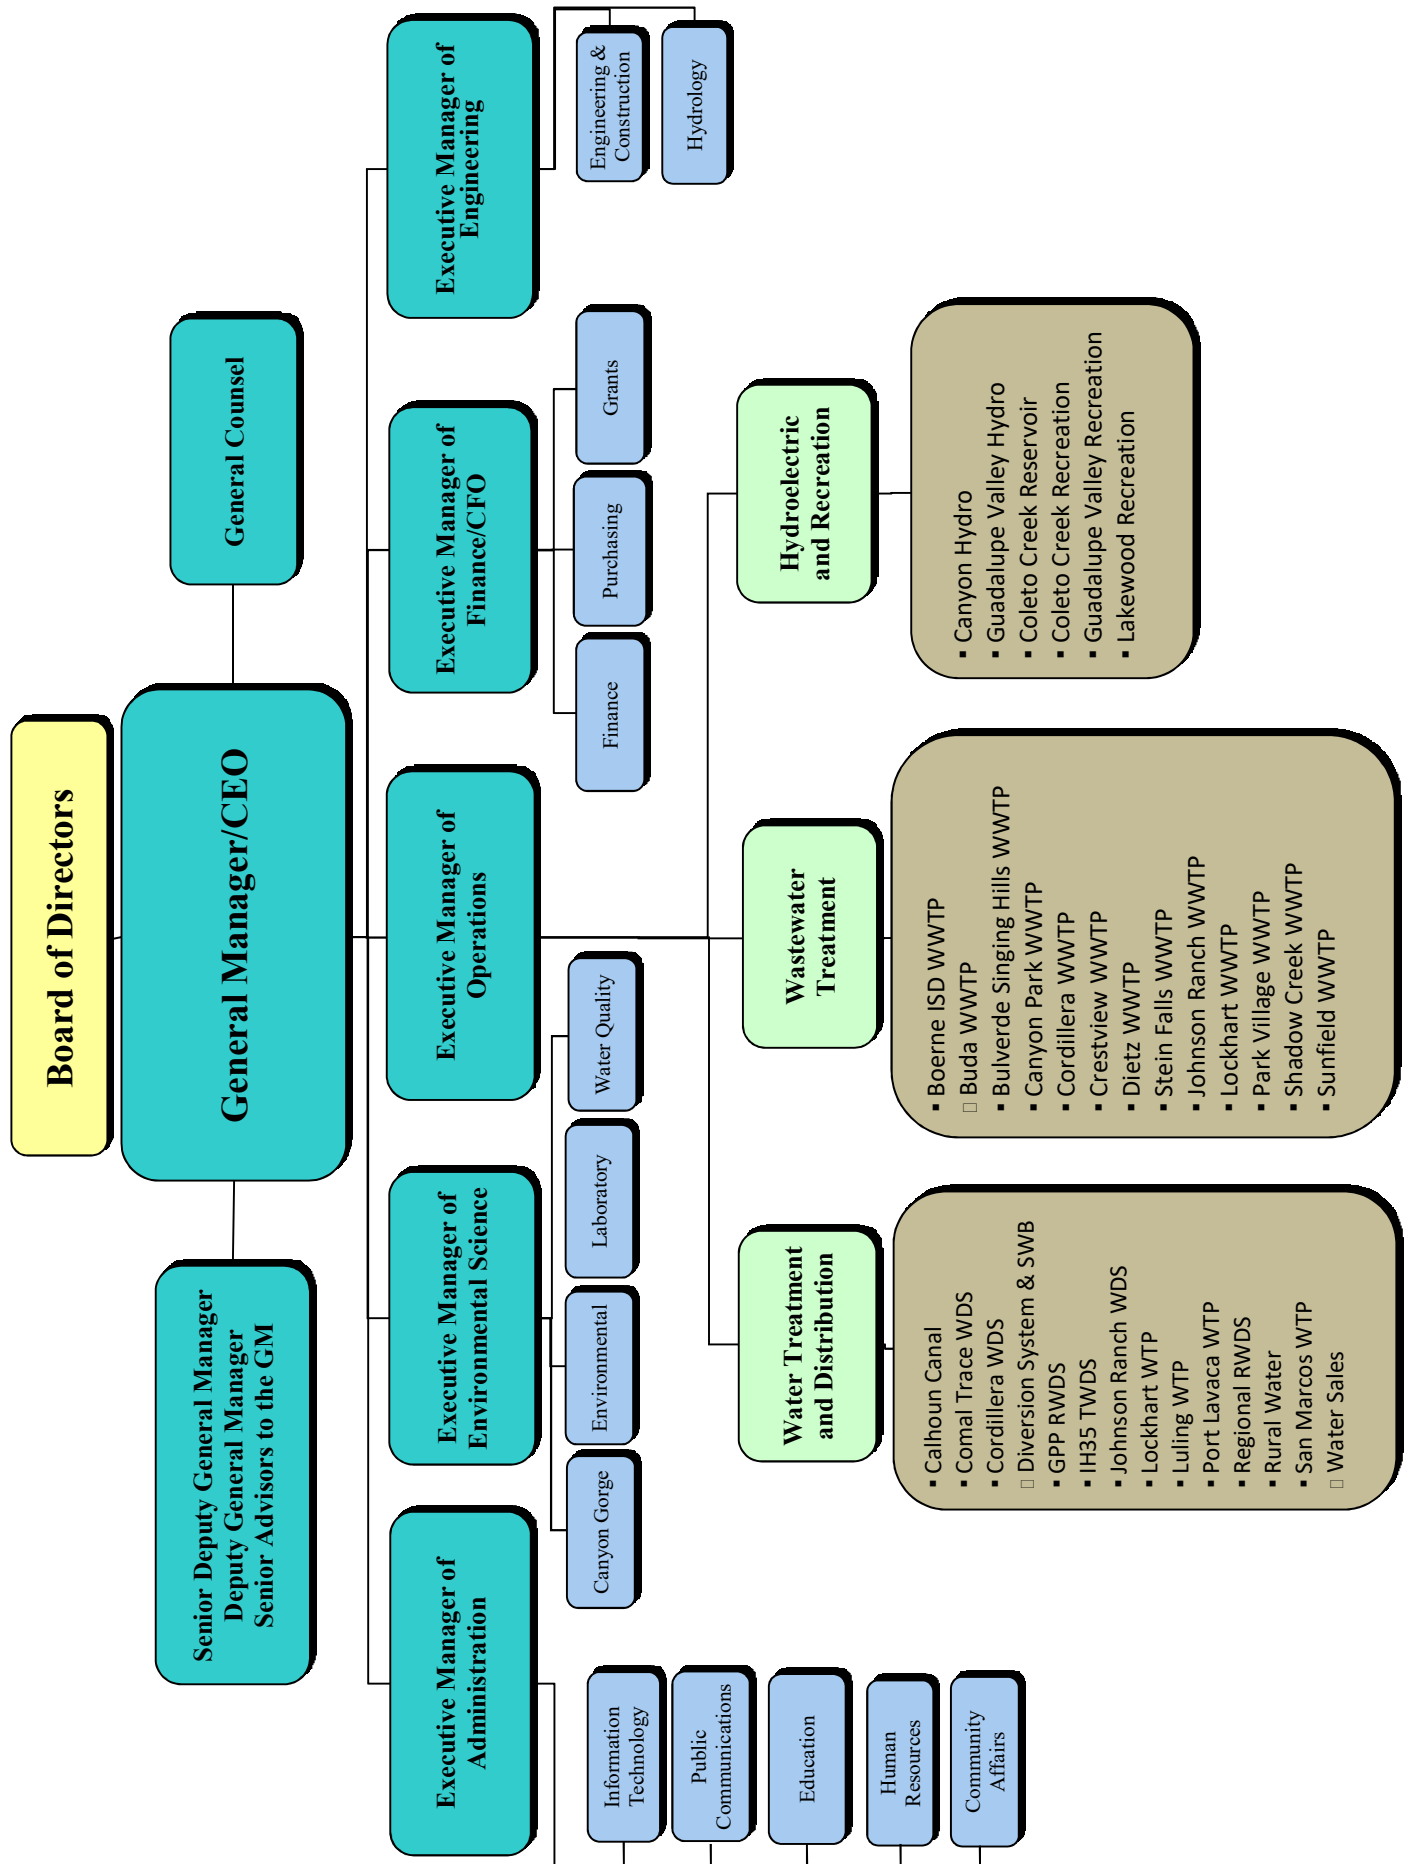 Board of Directors
General Manager/CEO
Senior Deputy General Manager
Deputy General Manager
Senior Advisors to the GM
General Counsel
Executive Manager of
Administration
Executive Manager of
Environmental Science
Executive Manager of
Operations
Executive Manager of
Finance/CFO
Executive Manager of
Engineering
Information
Technology
Public
Communications
Education
Human
Resources
Community
Affairs
Canyon Gorge
Environmental
Laboratory
Water Quality
Finance
Purchasing
Grants
Engineering &
Construction
Hydrology
Water Treatment
and Distribution
▪ Calhoun Canal
▪ Comal Trace WDS
▪ Cordillera WDS
▯ Diversion System & SWB
▪ GPP RWDS
▪ IH35 TWDS
▪ Johnson Ranch WDS
▪ Lockhart WTP
▪ Luling WTP
▪ Port Lavaca WTP
▪ Regional RWDS
▪ Rural Water
▪ San Marcos WTP
▯ Water Sales
Wastewater
Treatment
▪ Boerne ISD WWTP
▯ Buda WWTP
▪ Bulverde Singing Hills WWTP
▪ Canyon Park WWTP
▪ Cordillera WWTP
▪ Crestview WWTP
▪ Dietz WWTP
▪ Stein Falls WWTP
▪ Johnson Ranch WWTP
▪ Lockhart WWTP
▪ Park Village WWTP
▪ Shadow Creek WWTP
▪ Sunfield WWTP
Hydroelectric
and Recreation
▪ Canyon Hydro
▪ Guadalupe Valley Hydro
▪ Coleto Creek Reservoir
▪ Coleto Creek Recreation
▪ Guadalupe Valley Recreation
▪ Lakewood Recreation